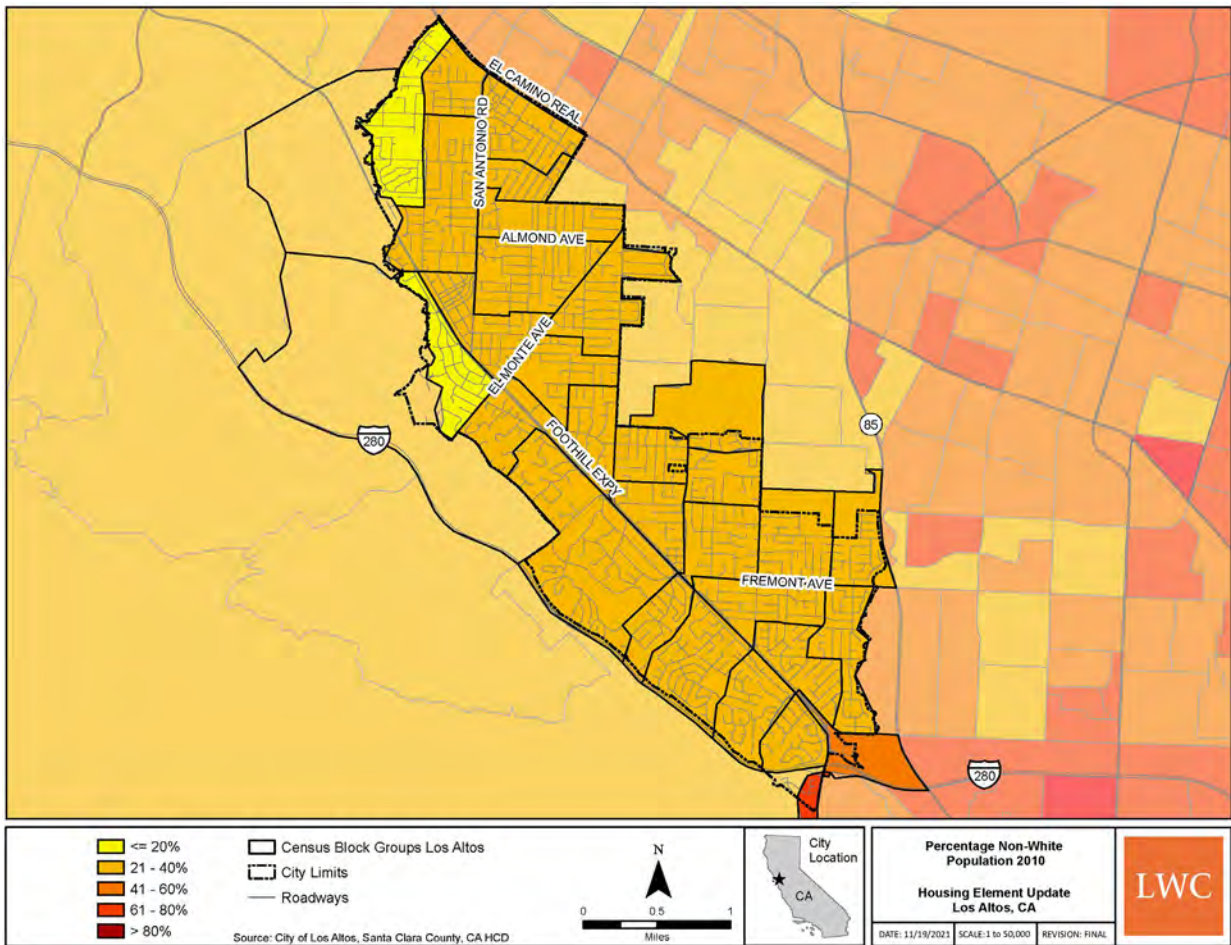 EL CAMINO REAL
SAN ANTONIO RD
ALMOND AVE
EL MONTE AVE
280
85
FOOTHILL EXPY
FREMONT AVE
280
<= 20%
21 - 40%
41 - 60%
61 - 80%
> 80%
Census Block Groups Los Altos
City Limits
Roadways
Source: City of Los Altos, Santa Clara County, CA HCD
N
0 0.5 1
Miles
City
Location
CA
Percentage Non-White
Population 2010
Housing Element Update
Los Altos, CA
DATE: 11/19/2021 SCALE:1 to 50,000 REVISION: FINAL
LWC